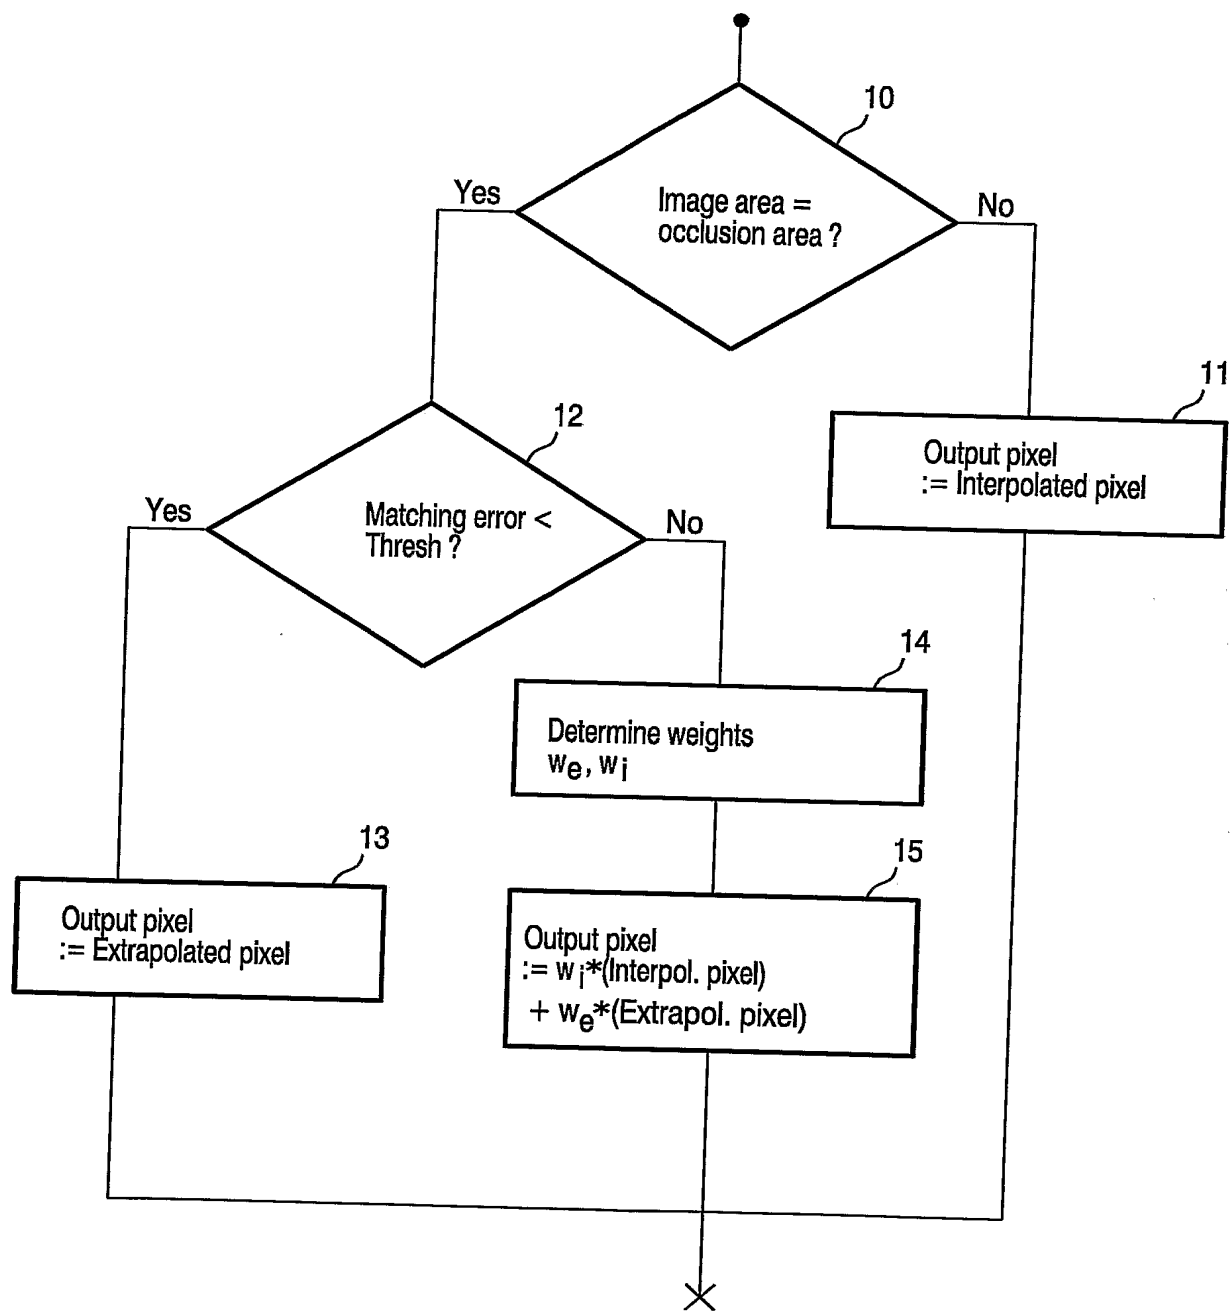 10
Yes
Image area =
occlusion area ?
No
11
Output pixel
:= Interpolated pixel
12
Yes
Matching error <
Thresh ?
No
14
Determine weights
we, wi
13
Output pixel
:= Extrapolated pixel
15
Output pixel
:= wi*(Interpol. pixel)
+ we*(Extrapol. pixel)